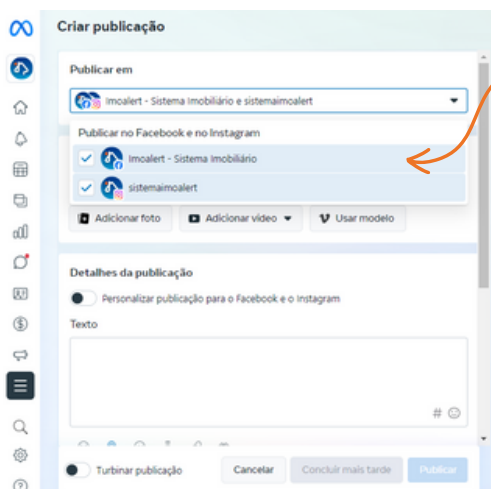 Criar publicação
Publicar em
Imoalert - Sistema Imobiliário e sistemaimoalert
Publicar no Facebook e no Instagram
Imoalert - Sistema Imobiliário
sistemaimoalert
Adicionar foto Adicionar vídeo Usar modelo
Detalhes da publicação
Personalizar publicação para o Facebook e o Instagram
Texto
#
Turbinar publicação Cancelar Concluir mais tarde Publicar